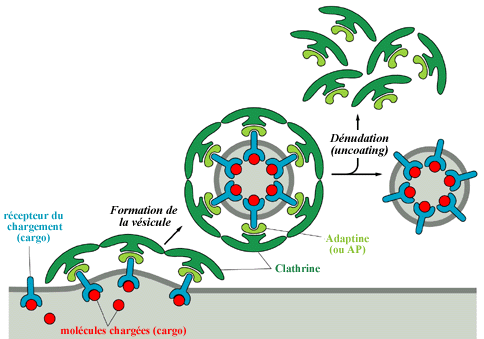 Dénudation
(uncoating)
Formation de
la vésicule
récepteur du
chargement
(cargo)
Adaptine
(ou AP)
Clathrine
molécules chargées (cargo)